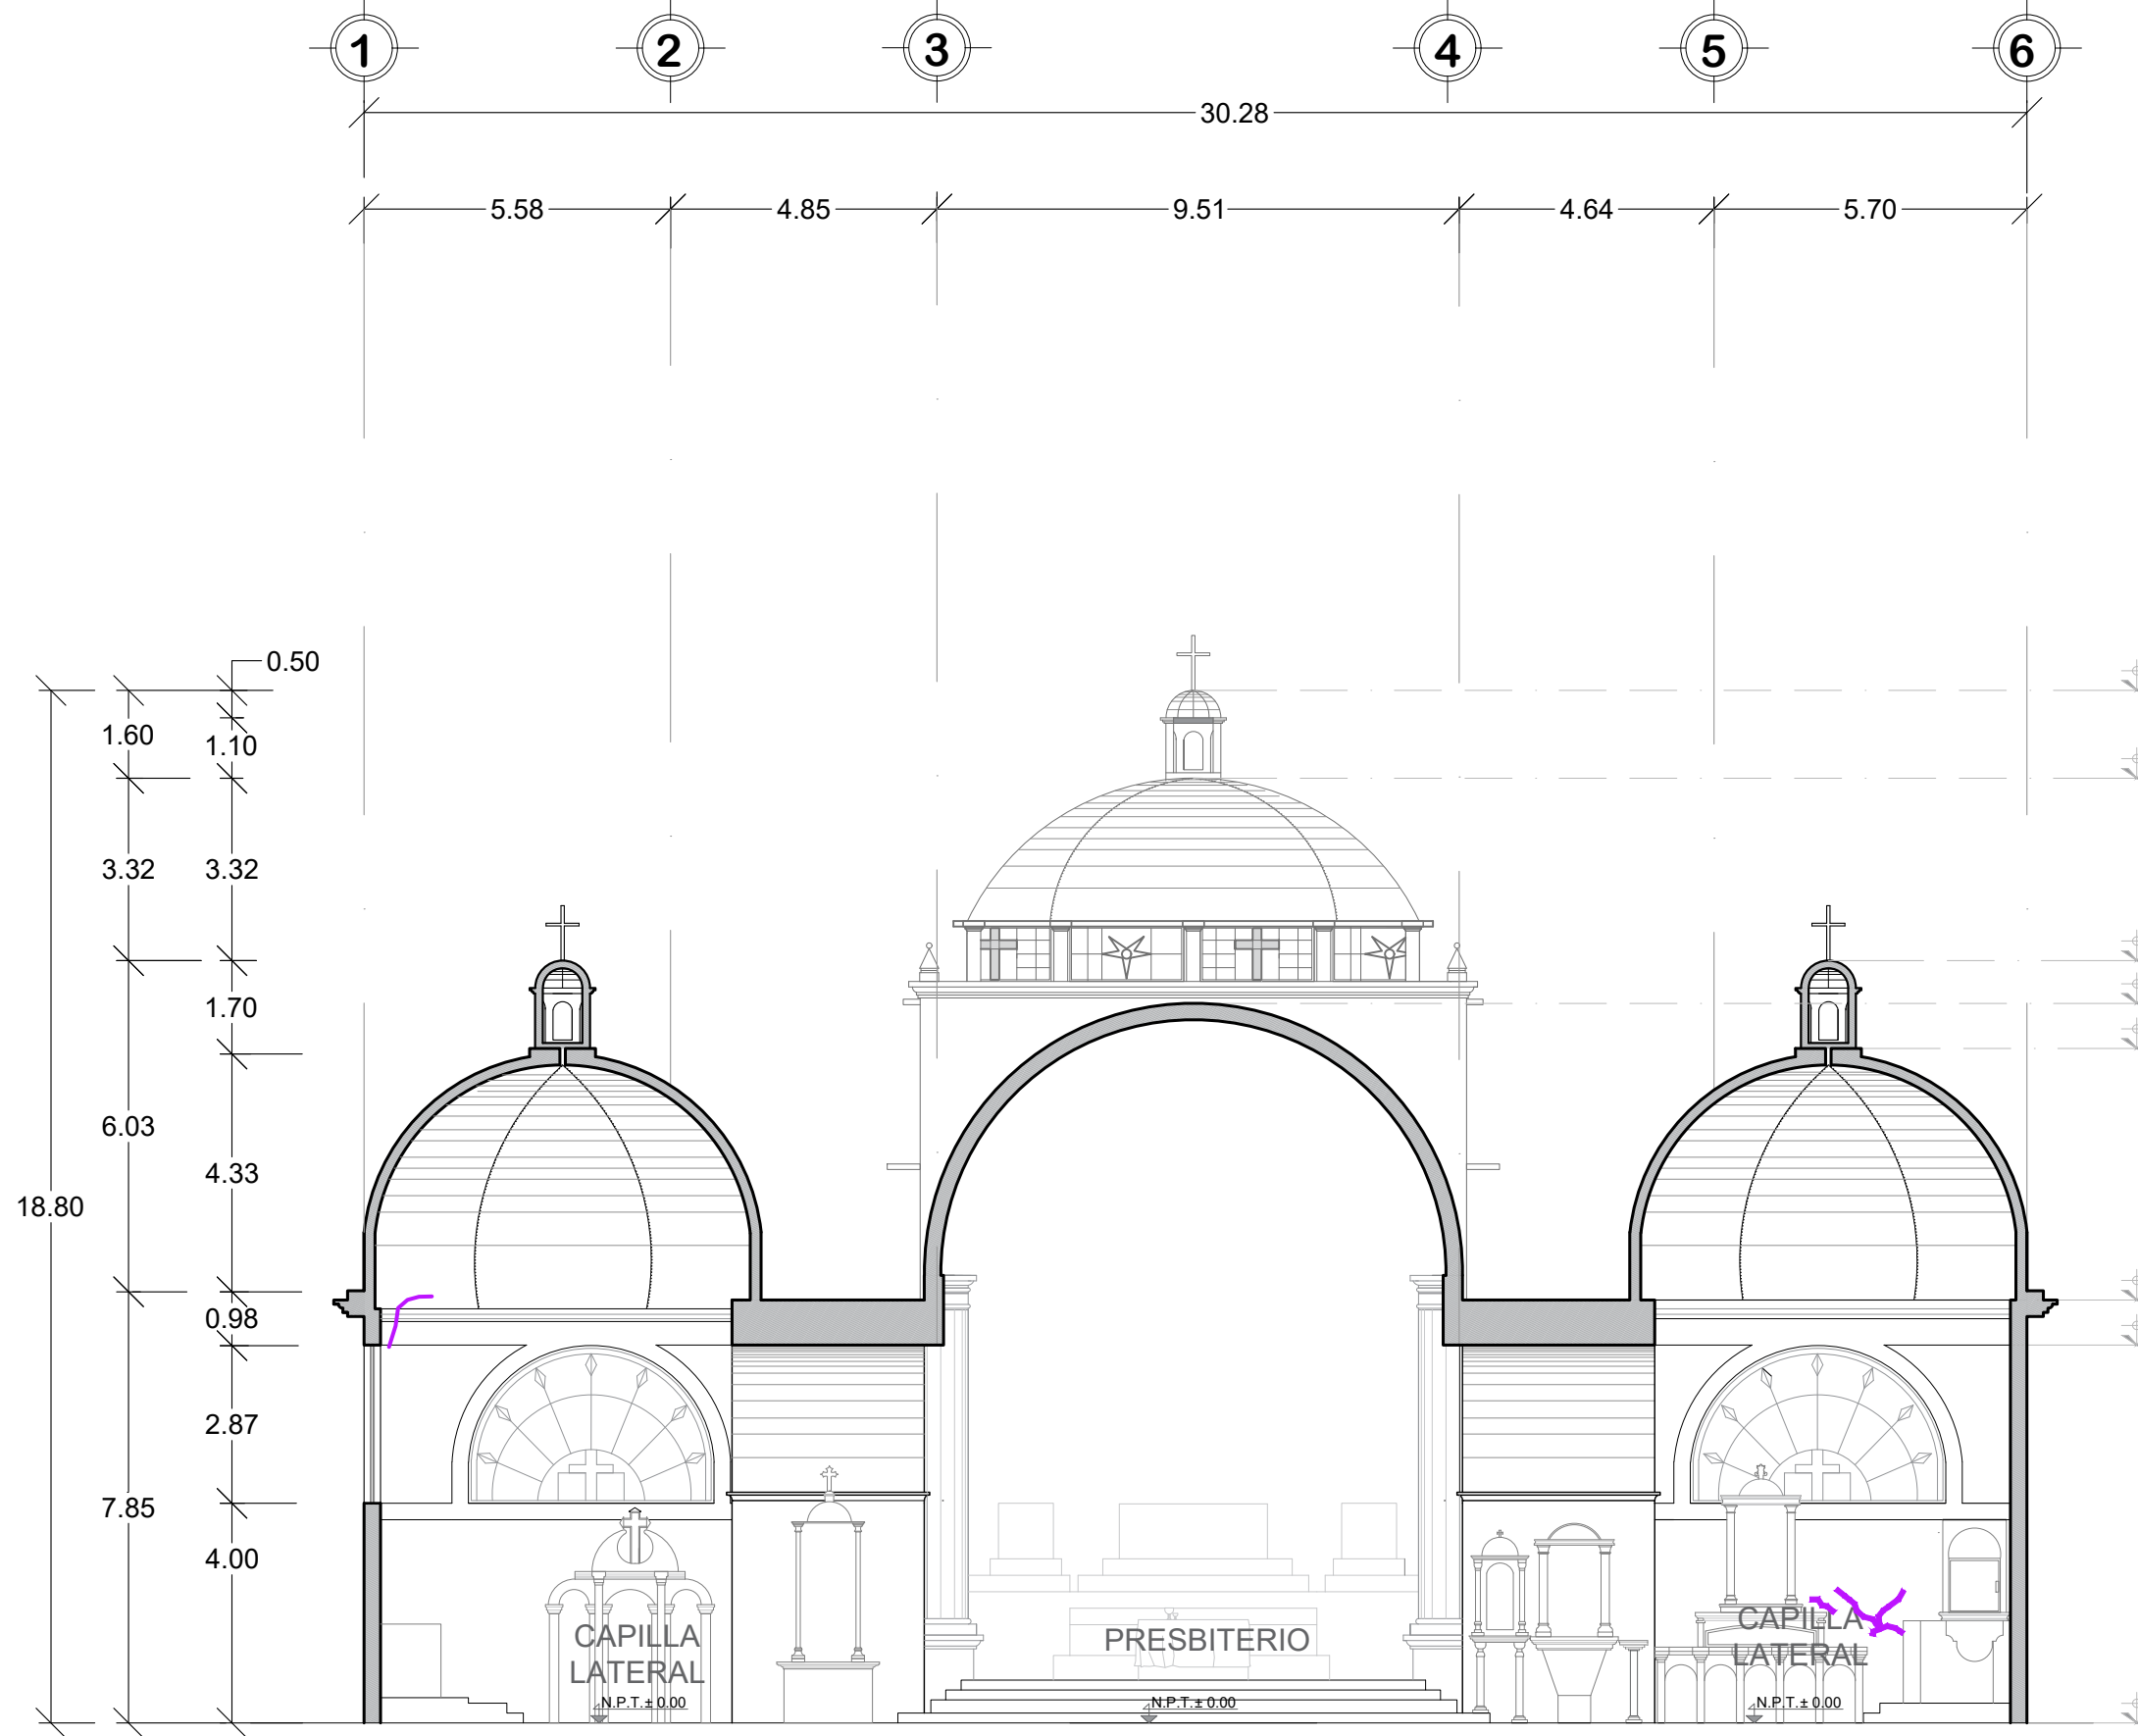 1 2 3 4 5 6
30.28
5.58 4.85 9.51 4.64 5.70
0.50
1.60 1.10
3.32 3.32
1.70
6.03
4.33
18.80
0.98
2.87
7.85
4.00
CAPILLA
LATERAL
N.P.T.± 0.00
PRESBITERIO
N.P.T.± 0.00
CAPILLA
LATERAL
N.P.T.± 0.00